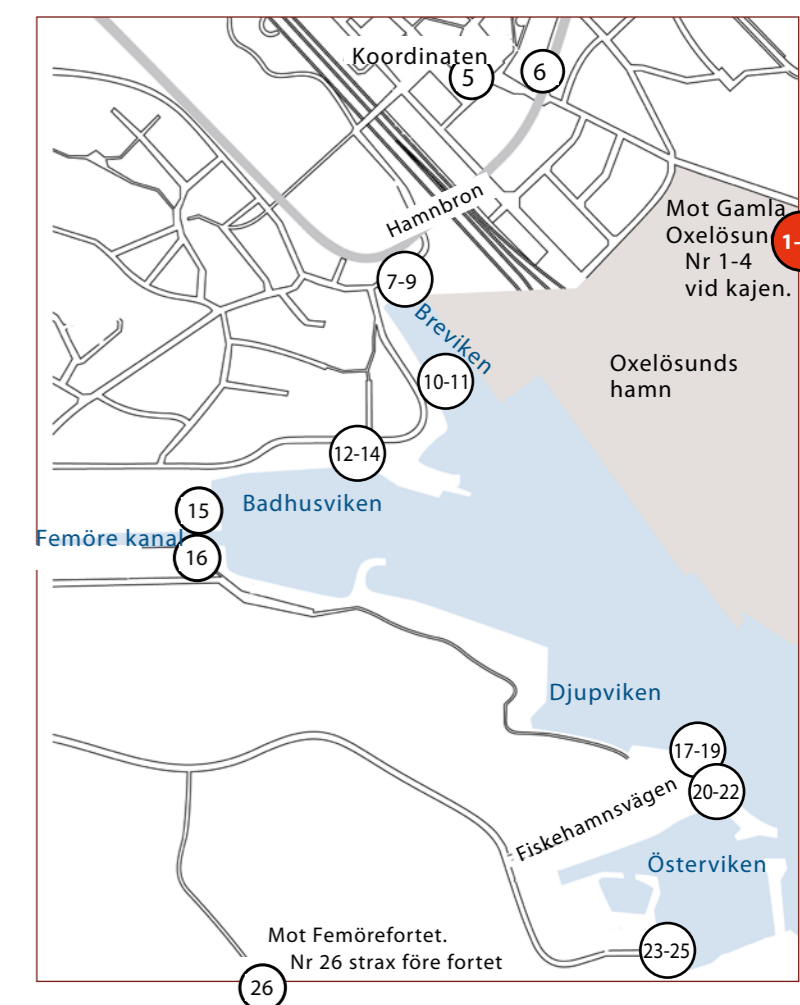 Koordinaten
5
6
Hamnbron
Mot Gamla
Oxelösun
Nr 1-4
vid kajen.
1-
7-9
Breviken
Oxelösunds
hamn
10-11
12-14
Badhusviken
15
Femöre kanal
16
Djupviken
17-19
20-22
Fiskehamnsvägen
Österviken
23-25
Mot Femörefortet.
Nr 26 strax före fortet
26